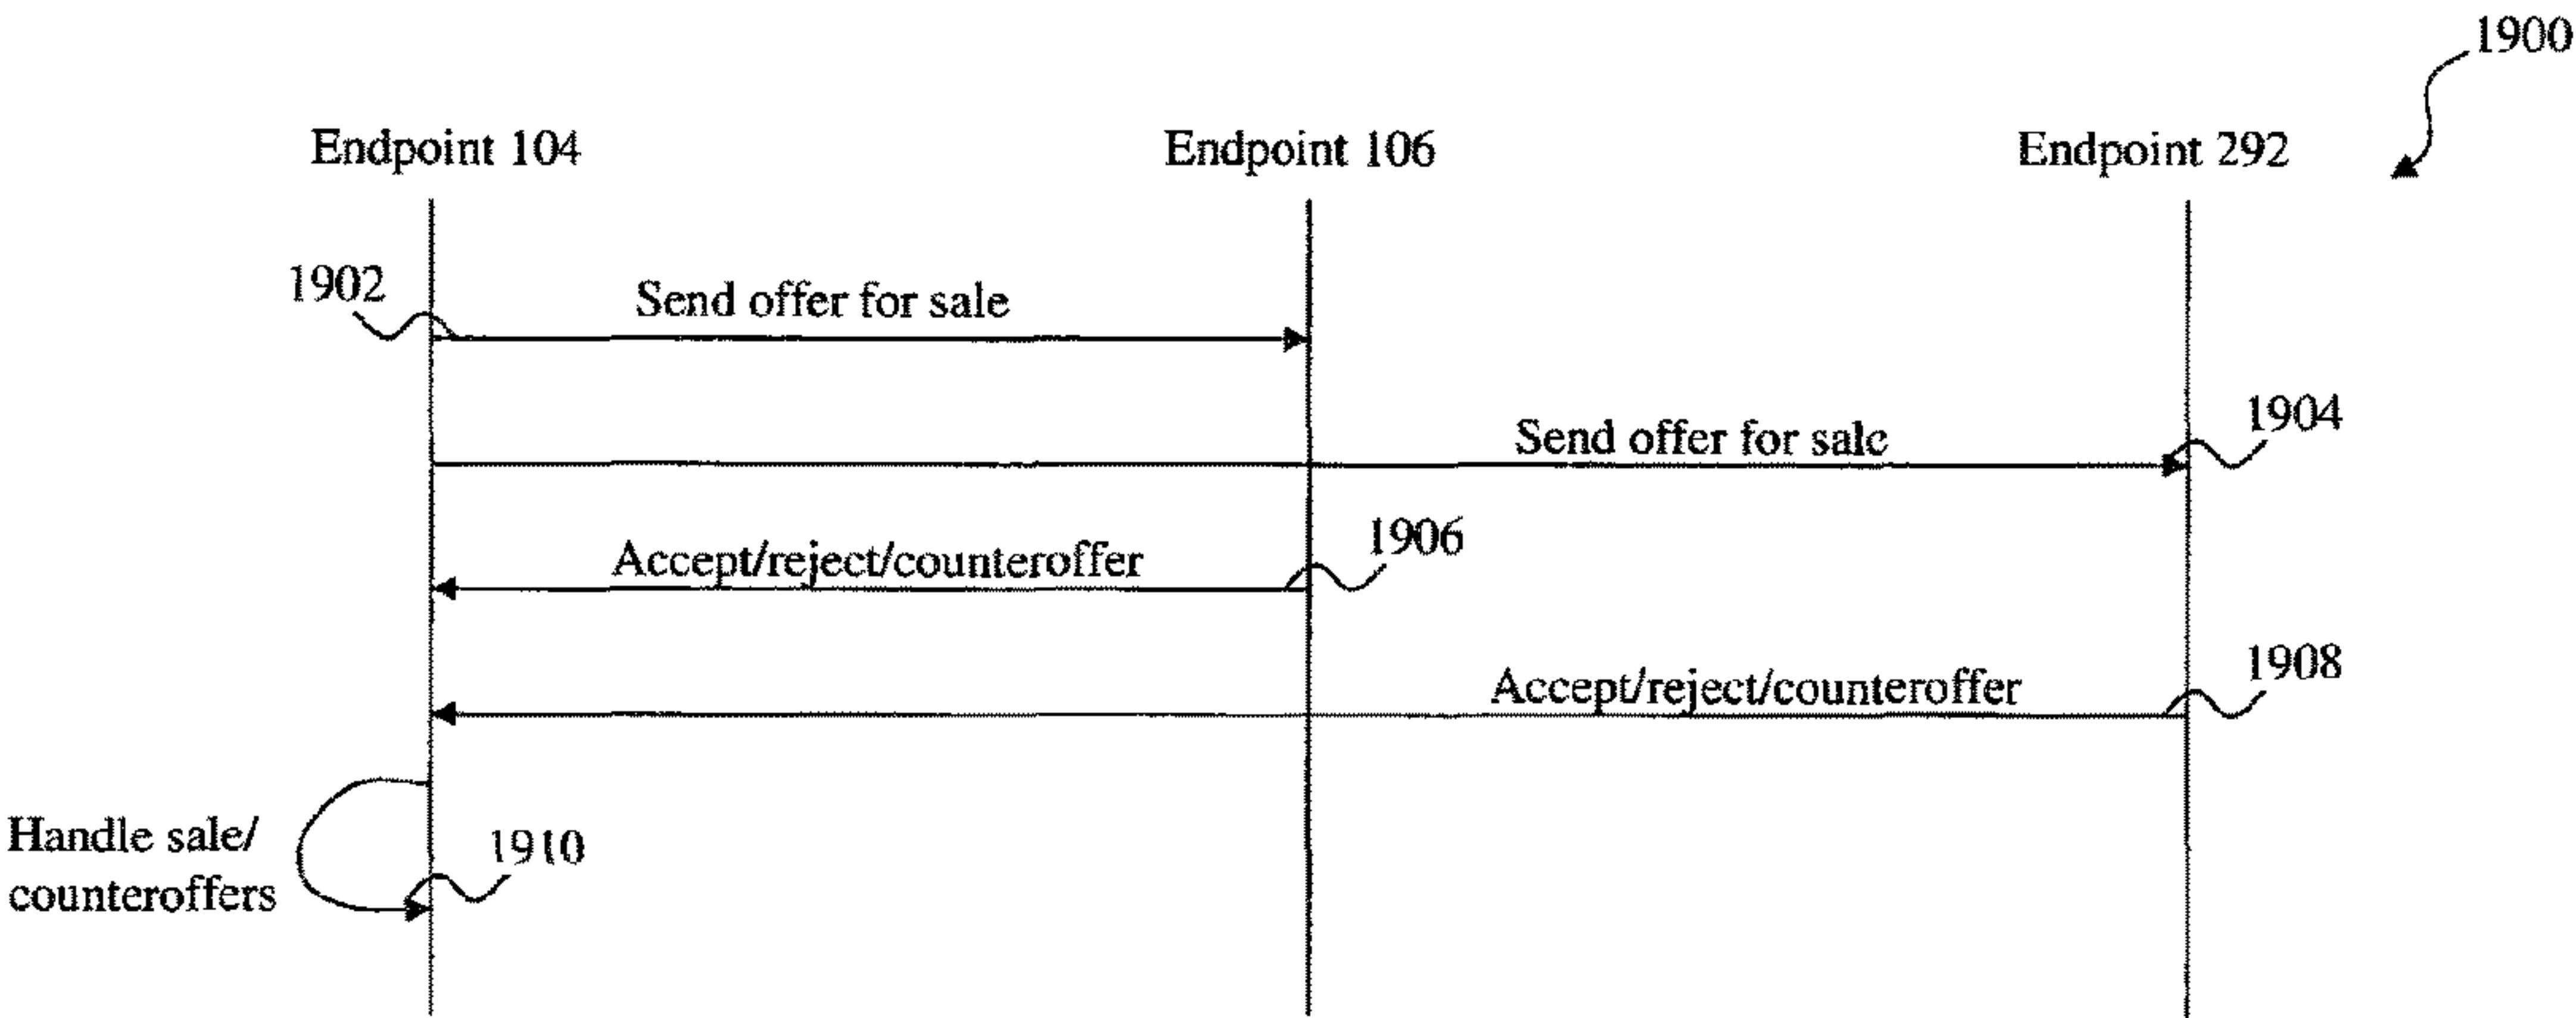 1900
Endpoint 104
Endpoint 106
Endpoint 292
1902
Send offer for sale
1904
Send offer for sale
1906
Accept/reject/counteroffer
1908
Accept/reject/counteroffer
Handle sale/
counteroffers
1910